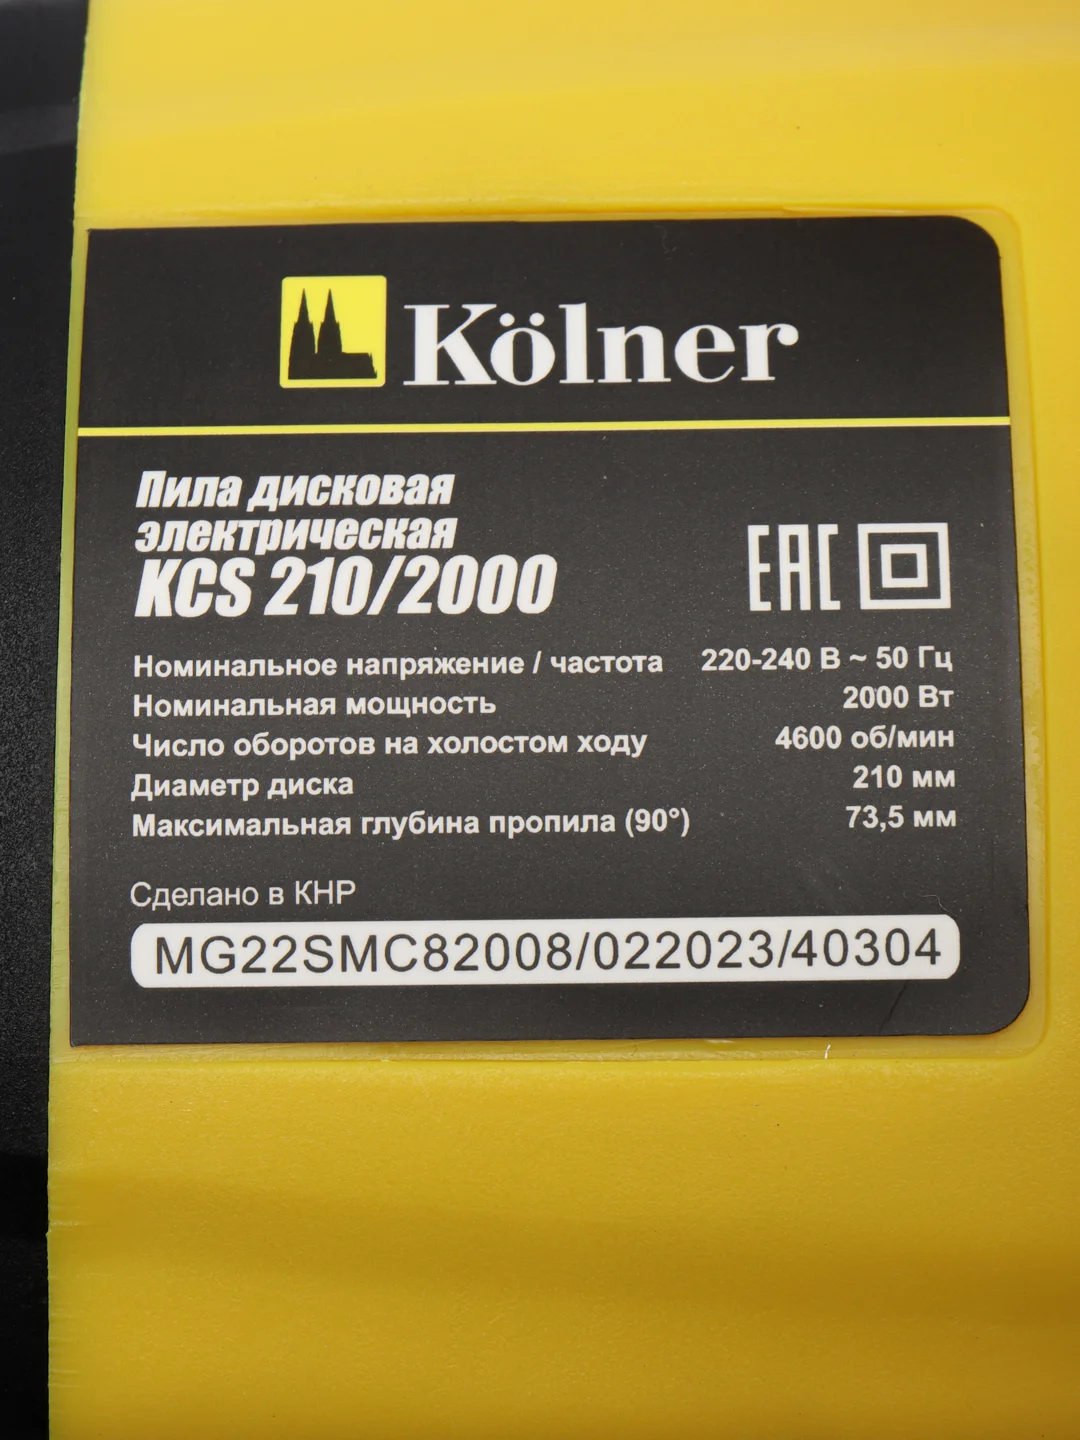 Kölner
Пила дисковая
электрическая
KCS 210/2000
EAC
Номинальное напряжение / частота 220-240 В ~ 50 Гц
Номинальная мощность 2000 Вт
Число оборотов на холостом ходу 4600 об/мин
Диаметр диска 210 мм
Максимальная глубина пропила (90°) 73,5 мм
Сделано в КНР
MG22SMC82008/022023/40304